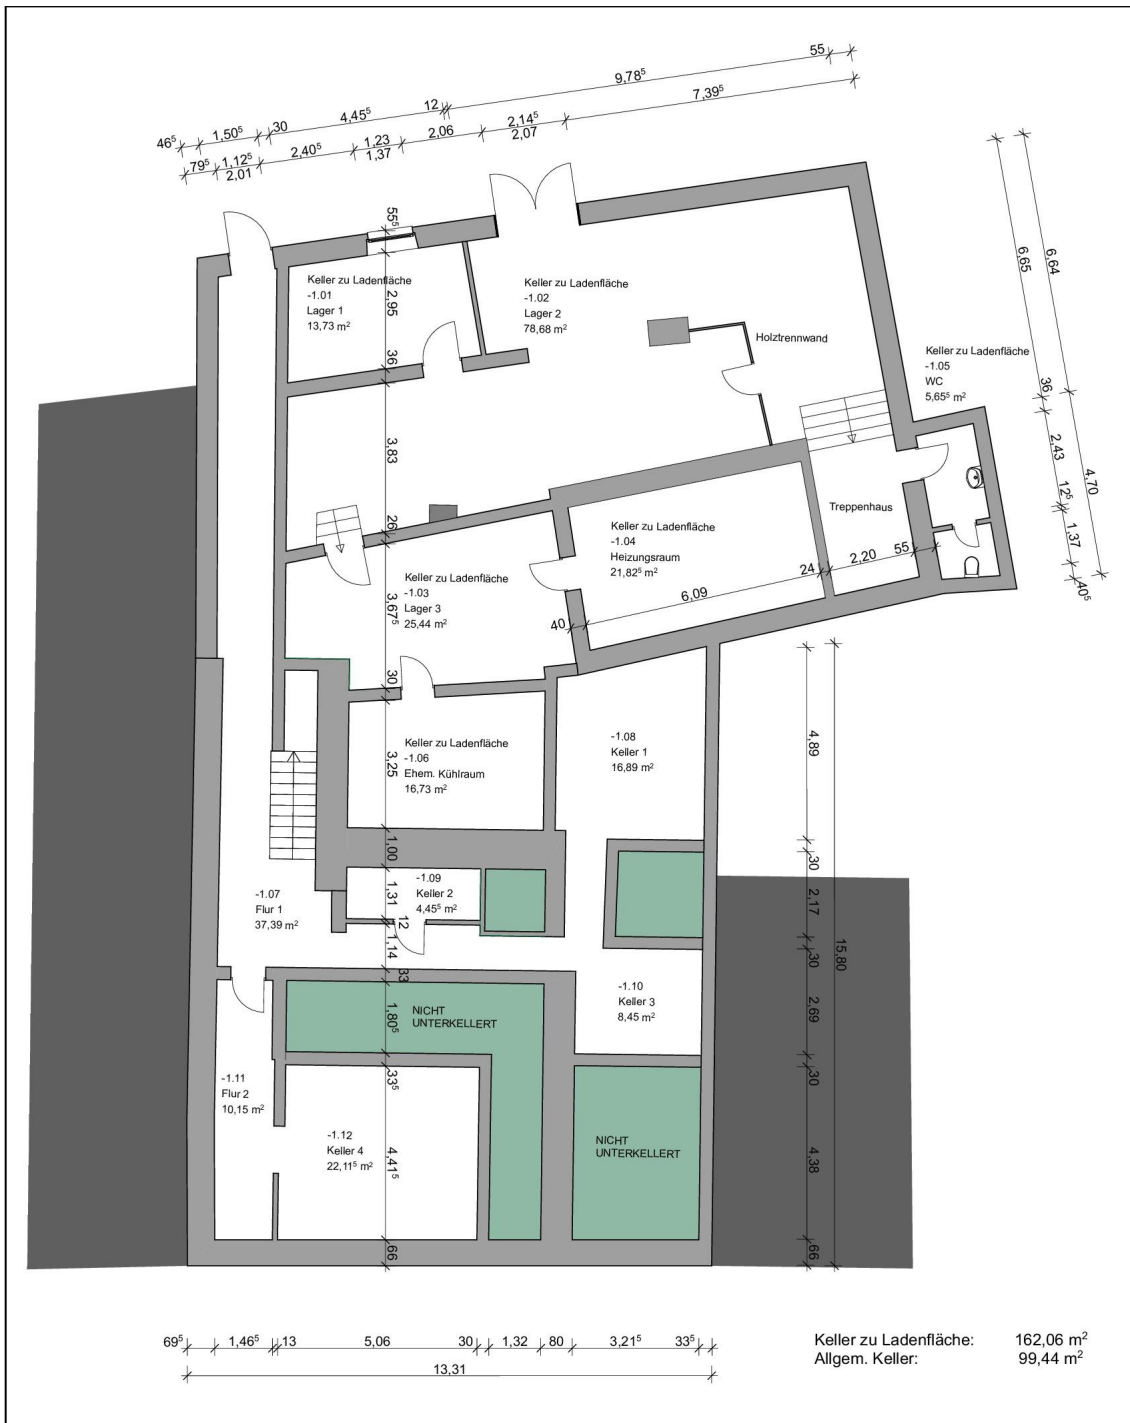 55
9,78⁵
12
7,39⁵
4,45⁵
30
1,50⁵
46⁵
2,14⁵
2,07
2,06
1,23
1,37
2,40⁵
1,12⁵
2,01
79⁵
55⁵
2,95
36
3,83
26
3,67⁵
30
3,25
1,00
1,31
12
1,14
33
1,80⁵
33⁵
4,41⁵
66
Keller zu Ladenfläche
-1.01
Lager 1
13,73 m²
Keller zu Ladenfläche
-1.02
Lager 2
78,68 m²
Holztrennwand
Keller zu Ladenfläche
-1.05
WC
5,65⁵ m²
6,64
6,65
36
2,43
12⁵
4,70
1,37
40⁵
Treppenhaus
Keller zu Ladenfläche
-1.04
Heizungsraum
21,82⁵ m²
40
6,09
24
2,20
55
Keller zu Ladenfläche
-1.03
Lager 3
25,44 m²
Keller zu Ladenfläche
-1.06
Ehem. Kühlraum
16,73 m²
-1.08
Keller 1
16,89 m²
-1.09
Keller 2
4,45⁵ m²
-1.07
Flur 1
37,39 m²
-1.10
Keller 3
8,45 m²
NICHT
UNTERKELLERT
-1.11
Flur 2
10,15 m²
-1.12
Keller 4
22,11⁵ m²
NICHT
UNTERKELLERT
4,89
30
2,17
30
2,69
30
4,38
66
15,80
69⁵
1,46⁵
13
5,06
30
1,32
80
3,21⁵
33⁵
13,31
Keller zu Ladenfläche: 162,06 m²
Allgem. Keller: 99,44 m²